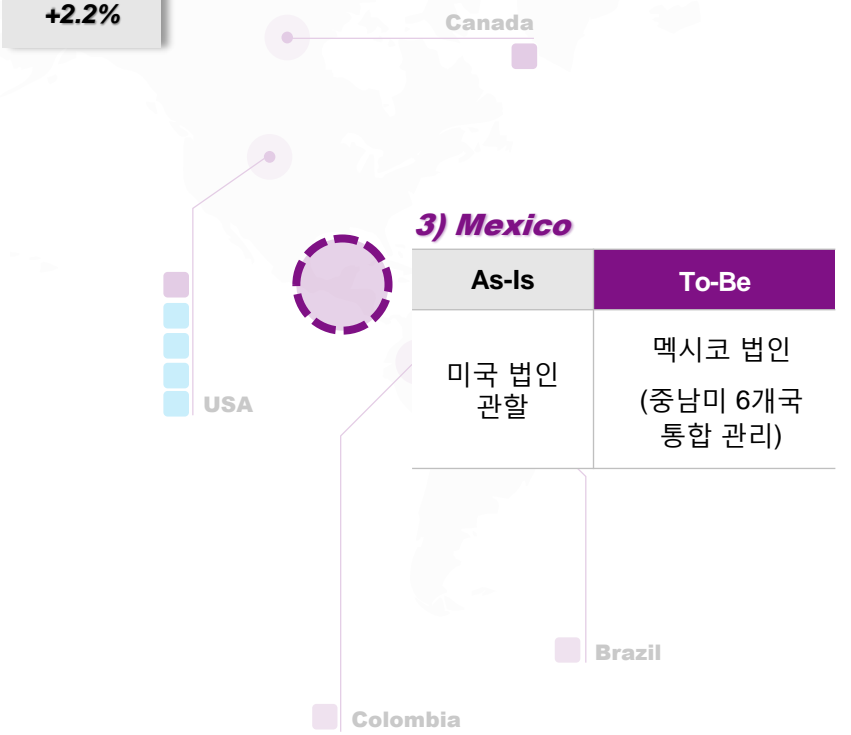 +2.2%
Canada
3) Mexico
As-Is
To-Be
미국 법인
관할
멕시코 법인
(중남미 6개국
통합 관리)
USA
Brazil
Colombia